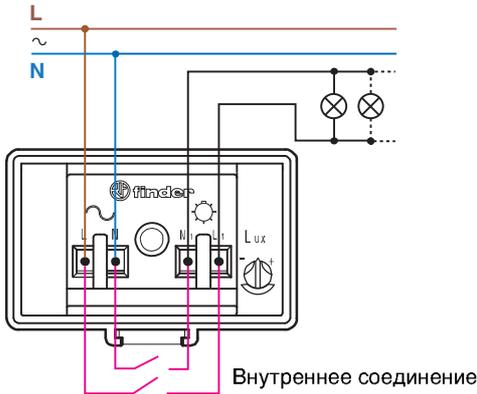 L
~
N
finder
L N N1 L1 Lux
- +
Внутреннее соединение